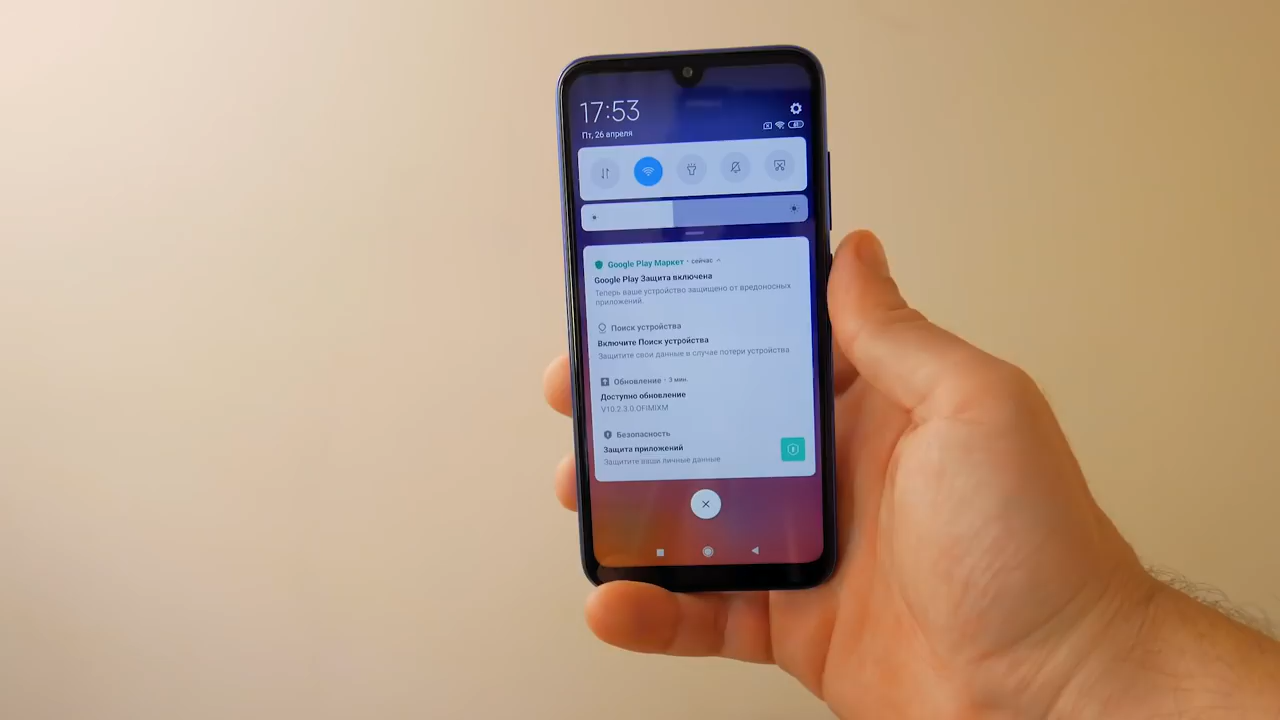 17:53
Пт, 26 апреля
Google Play Маркет · сейчас
Google Play Защита включена
Теперь ваше устройство защищено от вредоносных
приложений.
Поиск устройства
Включите Поиск устройства
Защитите свои данные в случае потери устройства
Обновление · 3 мин.
Доступно обновление
V10.2.3.0.OFIMIXM
Безопасность
Защита приложений
Защитите ваши личные данные